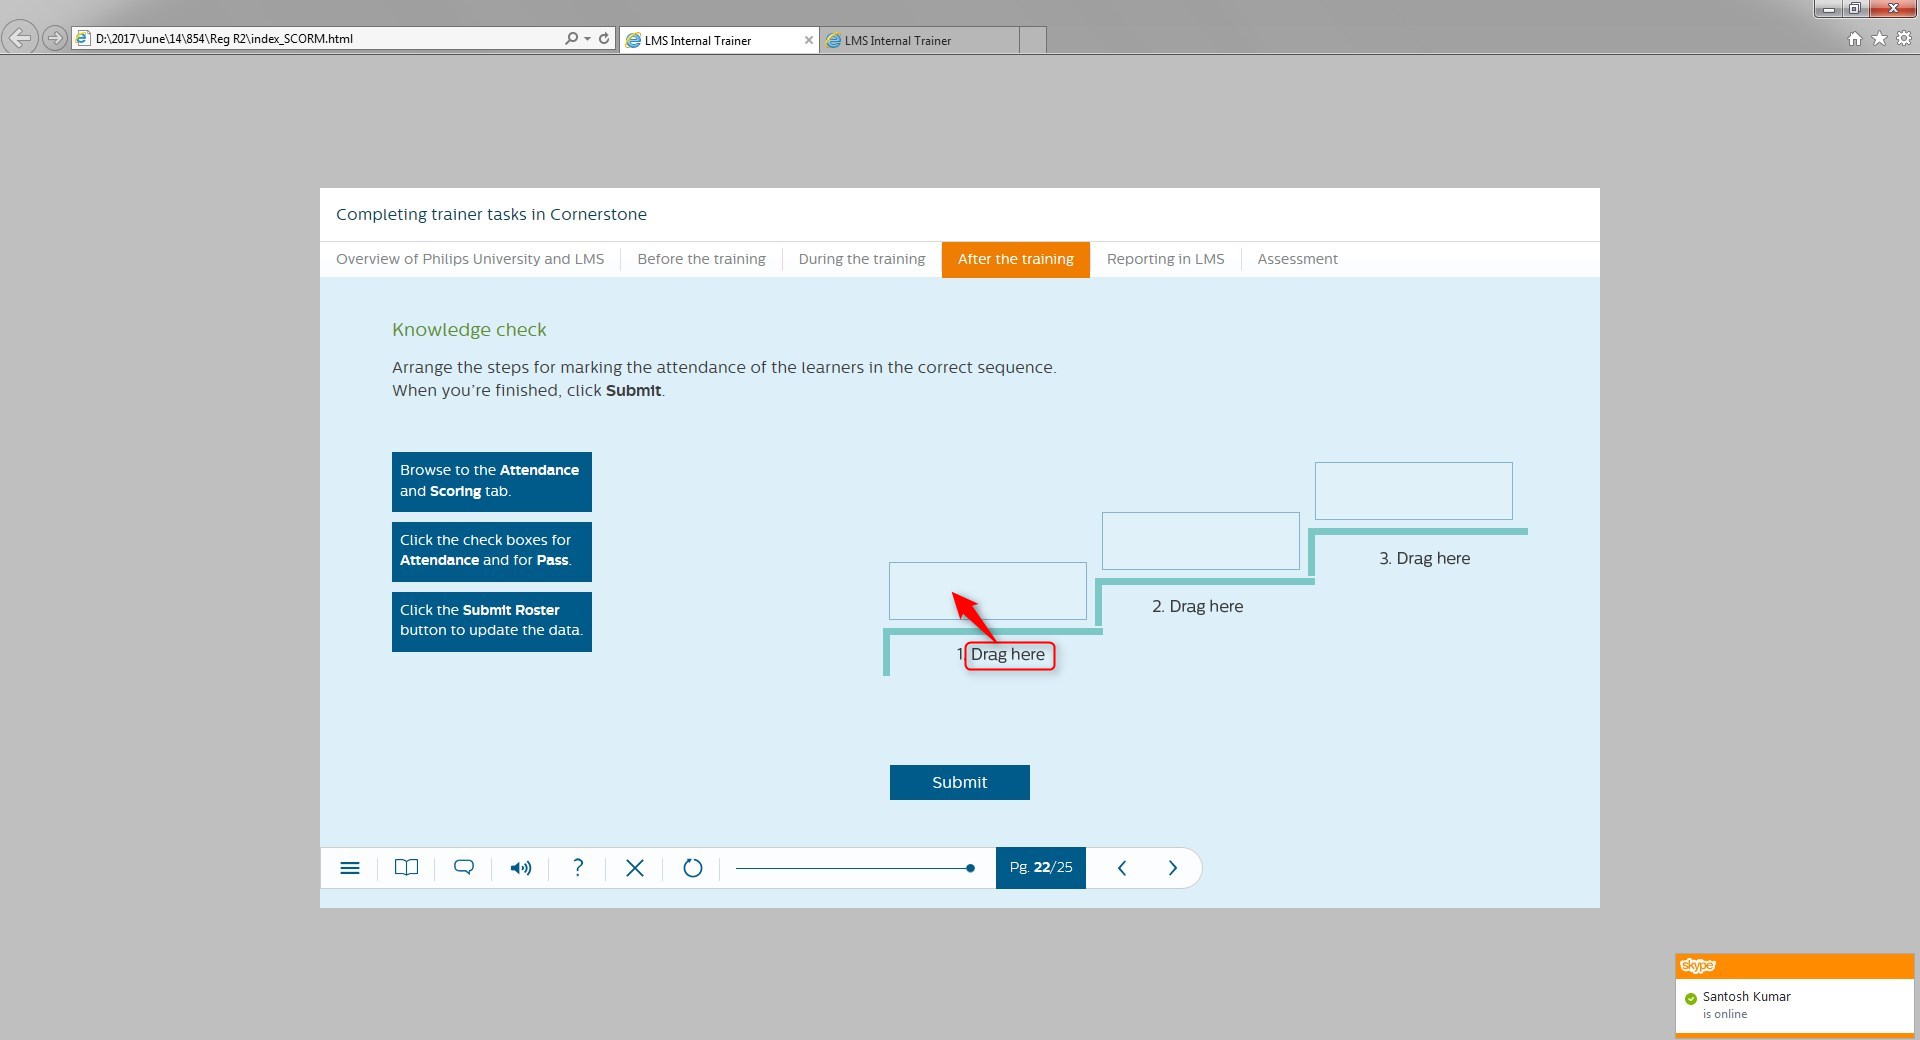 D:\2017\June\14\854\Reg R2\index_SCORM.html
LMS Internal Trainer
LMS Internal Trainer
Completing trainer tasks in Cornerstone
Overview of Philips University and LMS
Before the training
During the training
After the training
Reporting in LMS
Assessment
Knowledge check
Arrange the steps for marking the attendance of the learners in the correct sequence.
When you're finished, click Submit.
Browse to the Attendance
and Scoring tab.
Click the check boxes for
Attendance and for Pass.
Click the Submit Roster
button to update the data.
1 Drag here
2. Drag here
3. Drag here
Submit
?
Pg. 22/25
skype
Santosh Kumar
is online